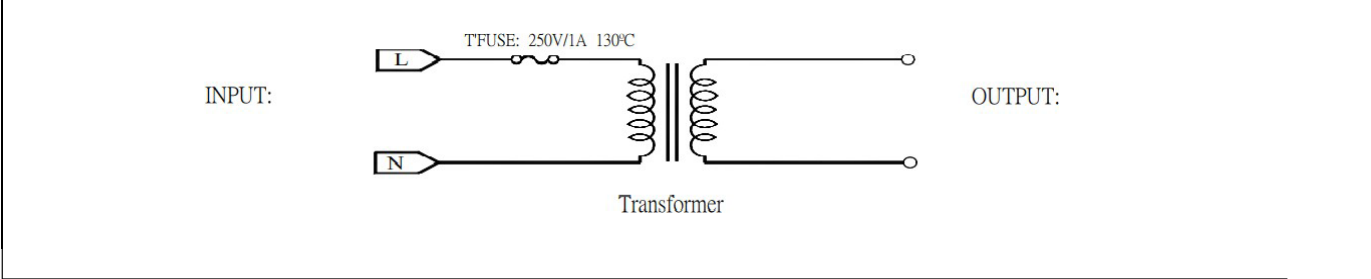 T'FUSE: 250V/1A 130ºC
L
INPUT:
OUTPUT:
N
Transformer